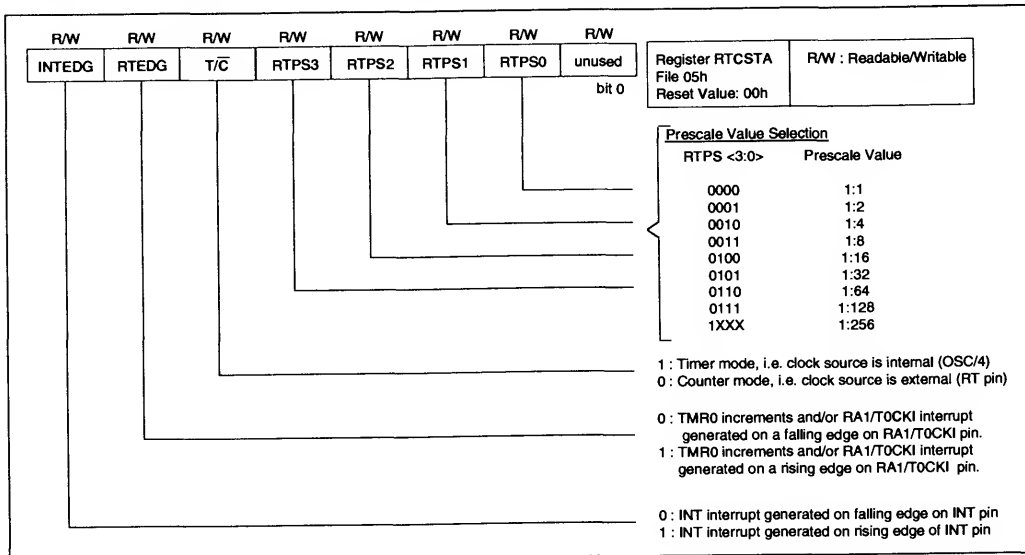 R/W R/W R/W R/W R/W R/W R/W R/W
INTEDG RTEDG T/C̅ RTPS3 RTPS2 RTPS1 RTPS0 unused
bit 0
Register RTCSTA
File 05h
Reset Value: 00h
R/W : Readable/Writable
Prescale Value Selection
RTPS <3:0> Prescale Value
0000 1:1
0001 1:2
0010 1:4
0011 1:8
0100 1:16
0101 1:32
0110 1:64
0111 1:128
1XXX 1:256
1 : Timer mode, i.e. clock source is internal (OSC/4)
0 : Counter mode, i.e. clock source is external (RT pin)
0 : TMR0 increments and/or RA1/T0CKI interrupt
generated on a falling edge on RA1/T0CKI pin.
1 : TMR0 increments and/or RA1/T0CKI interrupt
generated on a rising edge on RA1/T0CKI pin.
0 : INT interrupt generated on falling edge on INT pin
1 : INT interrupt generated on rising edge of INT pin